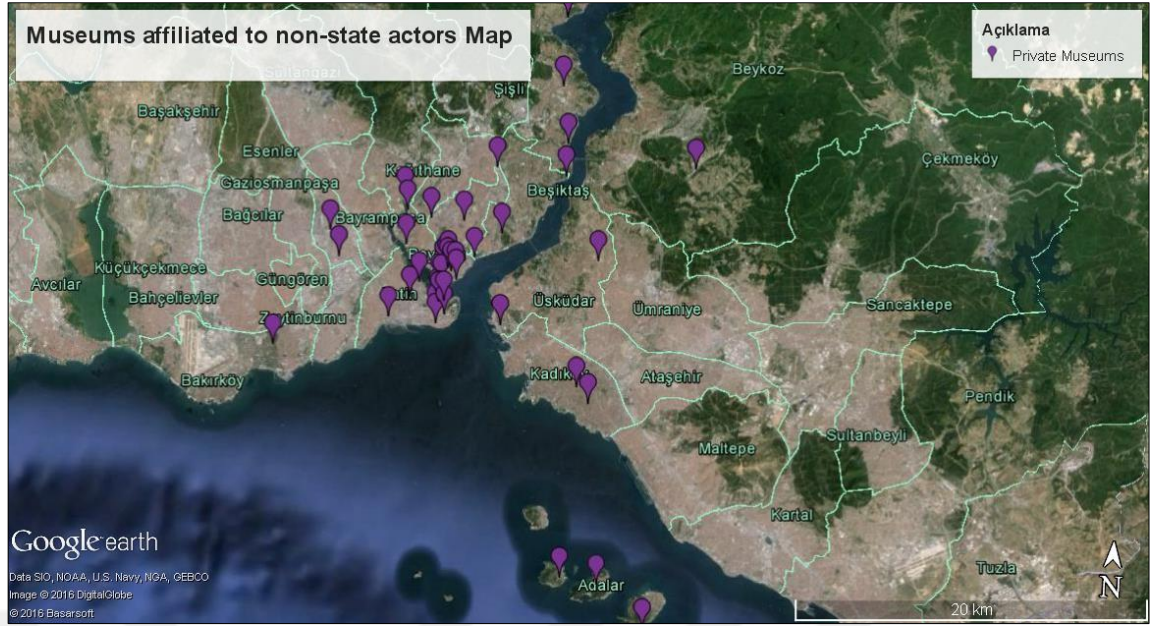 Museums affiliated to non-state actors Map
Açıklama
Private Museums
Sultangazi
Beykoz
Şişli
Başakşehir
Esenler
Kağıthane
Çekmeköy
Gaziosmanpaşa
Beşiktaş
Bağcılar
Bayrampaşa
Küçükçekmece
Güngören
Avcılar
Bahçelievler
Fatih
Üsküdar
Ümraniye
Sancaktepe
Zeytinburnu
Bakırköy
Kadıköy
Ataşehir
Pendik
Maltepe
Sultanbeyli
Kartal
Google earth
Data SIO, NOAA, U.S. Navy, NGA, GEBCO
Image © 2016 DigitalGlobe
© 2016 Basarsoft
Adalar
Tuzla
N
20 km